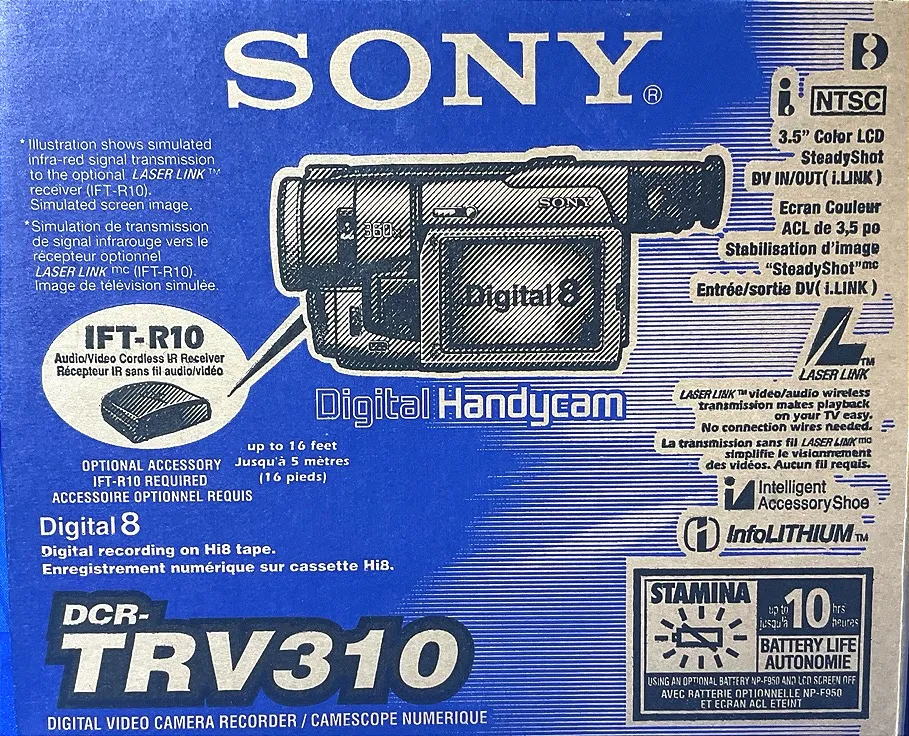 SONY®
NTSC
3.5" Color LCD
SteadyShot
DV IN/OUT( i.LINK )
Ecran Couleur
ACL de 3,5 po
Stabilisation d'image
"SteadyShot"mc
Entrée/sortie DV( i.LINK )
* Illustration shows simulated
infra-red signal transmission
to the optional LASER LINK™
receiver (IFT-R10).
Simulated screen image.
*Simulation de transmission
de signal infrarouge vers le
récepteur optionnel
LASER LINK mc (IFT-R10).
Image de télévision simulée.
SONY
360x
Digital 8
IFT-R10
Audio/Video Cordless IR Receiver
Récepteur IR sans fil audio/vidéo
Digital Handycam
up to 16 feet
Jusqu'à 5 mètres
(16 pieds)
OPTIONAL ACCESSORY
IFT-R10 REQUIRED
ACCESSOIRE OPTIONNEL REQUIS
L™
LASER LINK
LASER LINK™ video/audio wireless
transmission makes playback
on your TV easy.
No connection wires needed.
La transmission sans fil LASER LINK mc
simplifie le visionnement
des vidéos. Aucun fil requis.
Intelligent
Accessory Shoe
InfoLITHIUM™
Digital 8
Digital recording on Hi8 tape.
Enregistrement numérique sur cassette Hi8.
DCR-
TRV310
DIGITAL VIDEO CAMERA RECORDER / CAMESCOPE NUMERIQUE
STAMINA
up to
jusqu'à
10
hrs
heures
BATTERY LIFE
AUTONOMIE
USING AN OPTIONAL BATTERY NP-F950 AND LCD SCREEN OFF
AVEC BATTERIE OPTIONNELLE NP-F950
ET ECRAN ACL ETEINT